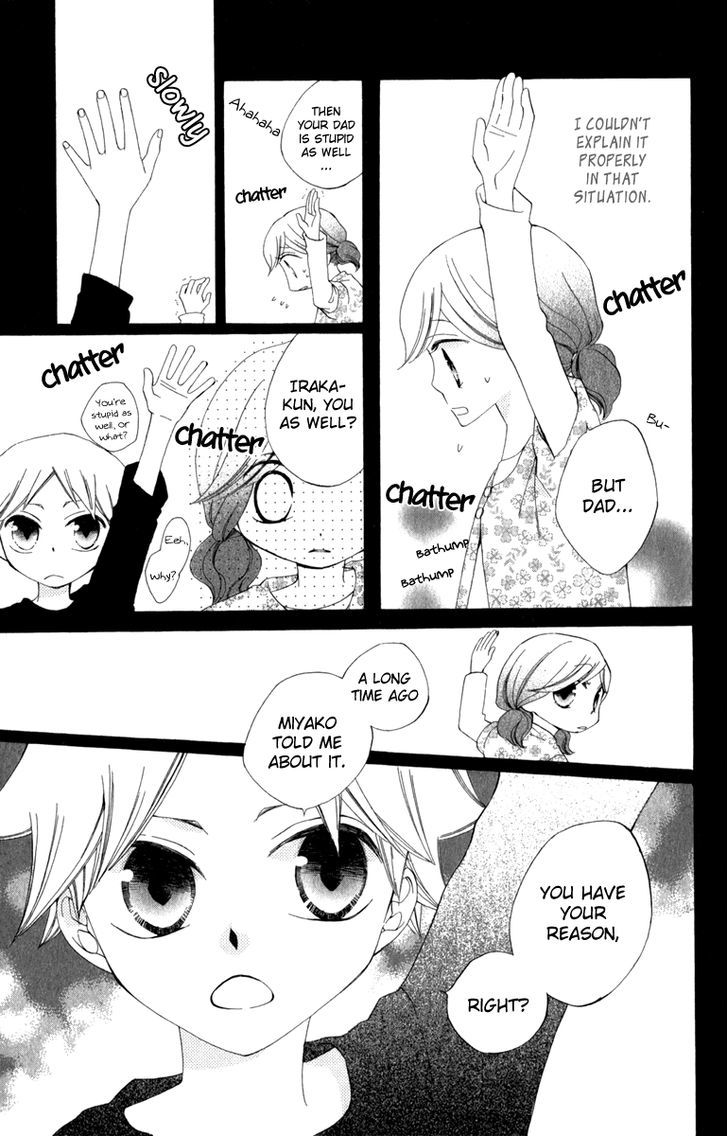 I COULDN'T
EXPLAIN IT
PROPERLY
IN THAT
SITUATION.
chatter
Bu-
BUT
DAD...
chatter
Bathump
Bathump
Ahahaha
THEN
YOUR DAD
IS STUPID
AS WELL
...
chatter
slowly
IRAKA-
KUN, YOU
AS WELL?
chatter
Eeh,
why?
chatter
You're
stupid as
well, or
what?
A LONG
TIME AGO
MIYAKO
TOLD ME
ABOUT IT.
YOU HAVE
YOUR
REASON,
RIGHT?